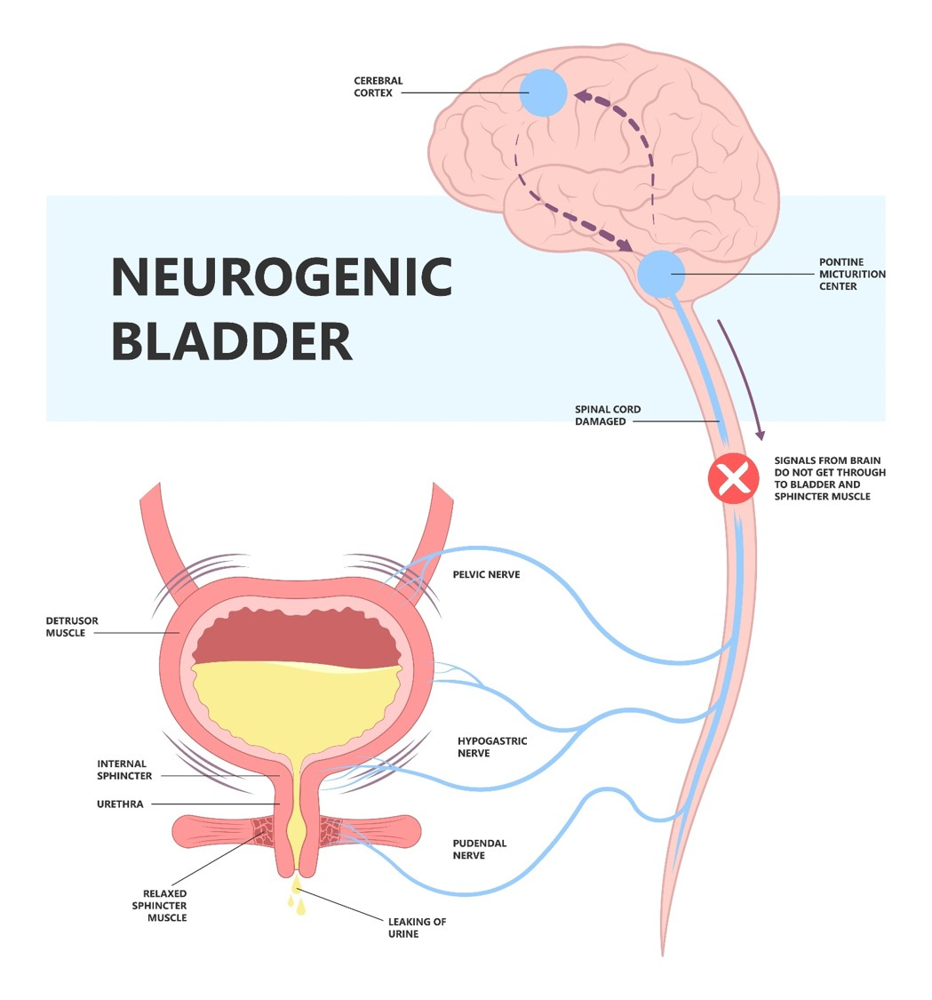 CEREBRAL
CORTEX
NEUROGENIC
BLADDER
PONTINE
MICTURITION
CENTER
SPINAL CORD
DAMAGED
SIGNALS FROM BRAIN
DO NOT GET THROUGH
TO BLADDER AND
SPHINCTER MUSCLE
PELVIC NERVE
DETRUSOR
MUSCLE
HYPOGASTRIC
NERVE
INTERNAL
SPHINCTER
URETHRA
PUDENDAL
NERVE
RELAXED
SPHINCTER
MUSCLE
LEAKING OF
URINE